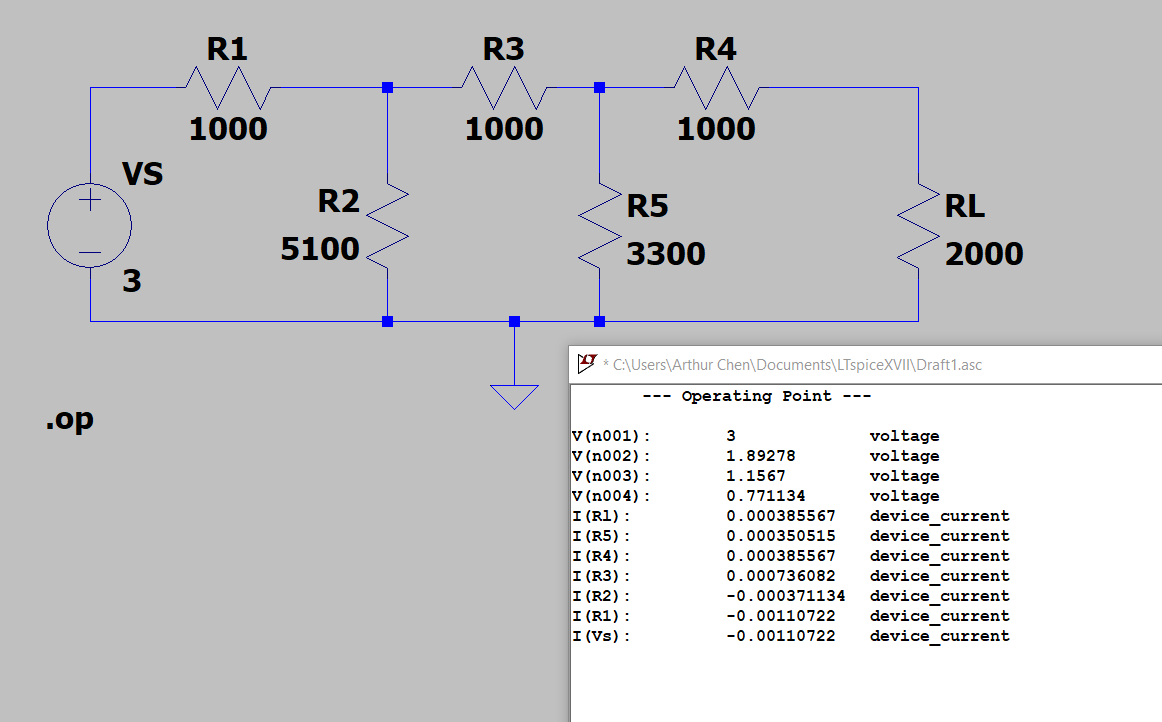 R1
R3
R4
1000
1000
1000
VS
+
R2
R5
RL
5100
3300
2000
3
.op
LT * C:\Users\Arthur Chen\Documents\LTspiceXVII\Draft1.asc
--- Operating Point ---
V(n001): 3 voltage
V(n002): 1.89278 voltage
V(n003): 1.1567 voltage
V(n004): 0.771134 voltage
I(Rl): 0.000385567 device_current
I(R5): 0.000350515 device_current
I(R4): 0.000385567 device_current
I(R3): 0.000736082 device_current
I(R2): -0.000371134 device_current
I(R1): -0.00110722 device_current
I(Vs): -0.00110722 device_current